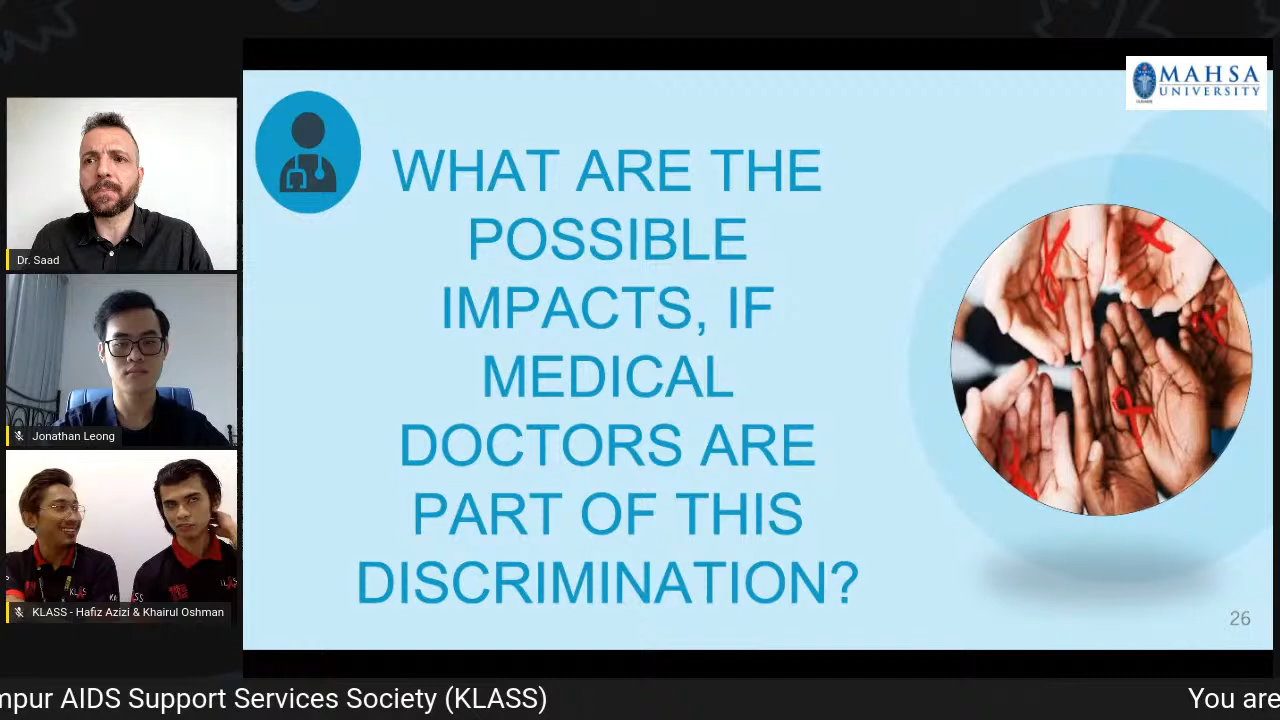 MAHSA
UNIVERSITY
WHAT ARE THE
POSSIBLE
IMPACTS, IF
MEDICAL
DOCTORS ARE
PART OF THIS
DISCRIMINATION?
26
Dr. Saad
Jonathan Leong
KLASS - Hafiz Azizi & Khairul Oshman
mpur AIDS Support Services Society (KLASS)
You are